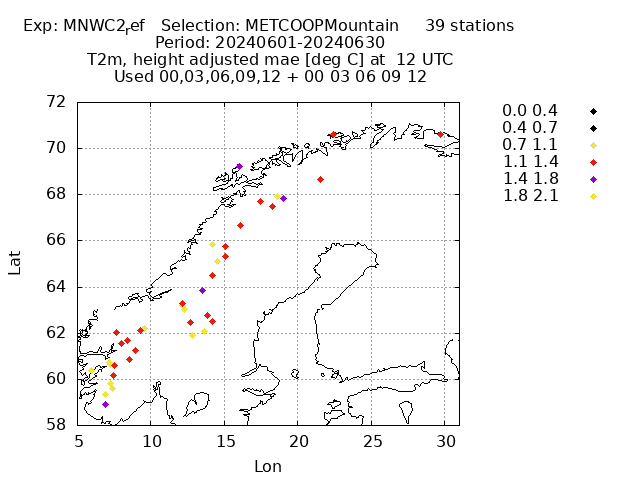 Exp: MNWC2ref Selection: METCOOPMountain 39 stations
Period: 20240601-20240630
T2m, height adjusted mae [deg C] at 12 UTC
Used 00,03,06,09,12 + 00 03 06 09 12
72
70
68
66
64
62
60
58
Lat
5 10 15 20 25 30
Lon
0.0 0.4
0.4 0.7
0.7 1.1
1.1 1.4
1.4 1.8
1.8 2.1